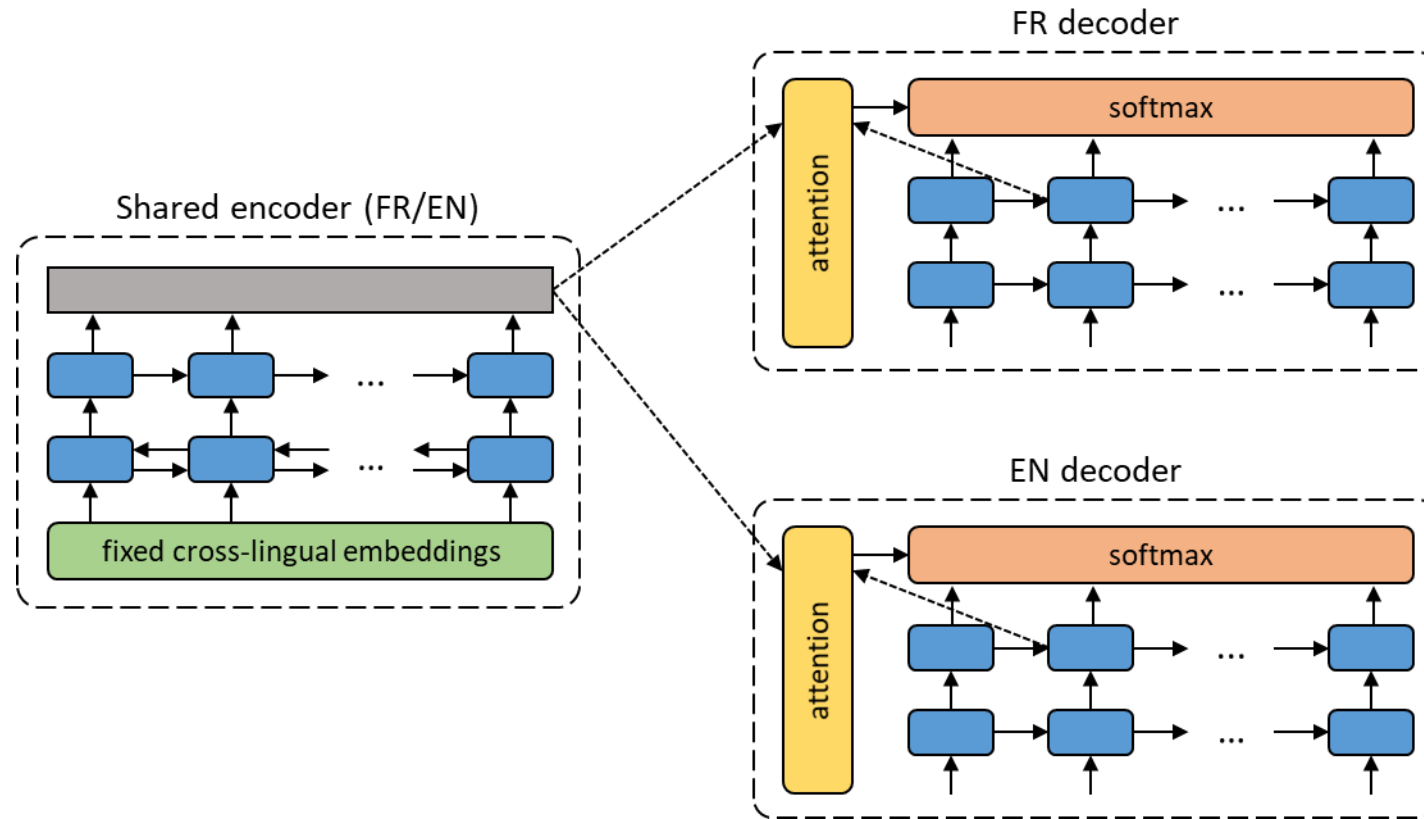 Shared encoder (FR/EN)
...
...
fixed cross-lingual embeddings
FR decoder
attention
softmax
...
...
EN decoder
attention
softmax
...
...